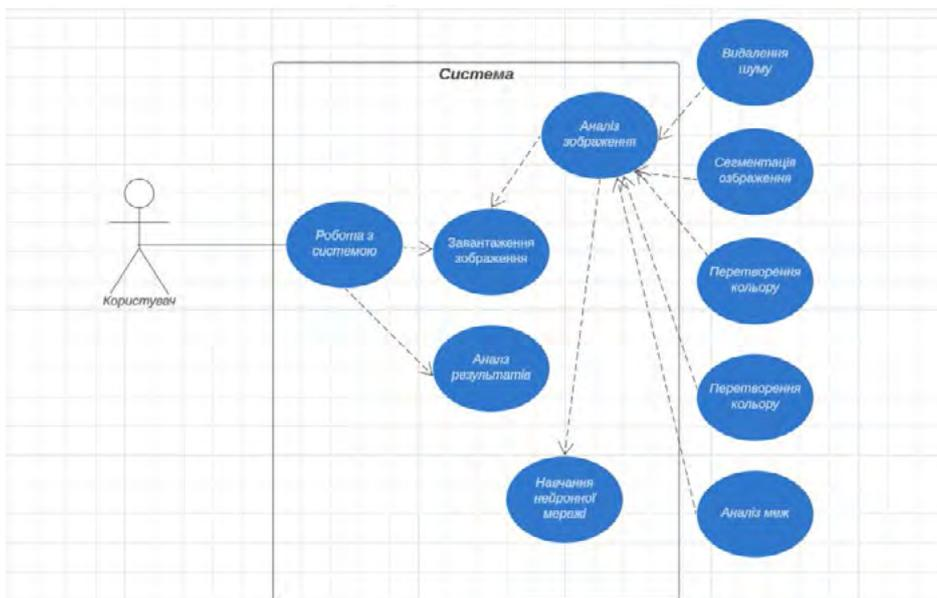 Система
Видалення
шуму
Аналіз
зображення
Сегментація
озбраження
Робота з
системою
Завантаження
зображення
Перетворення
кольору
Користувач
Аналіз
результатів
Перетворення
кольору
Навчання
нейронної
мережі
Аналіз меж